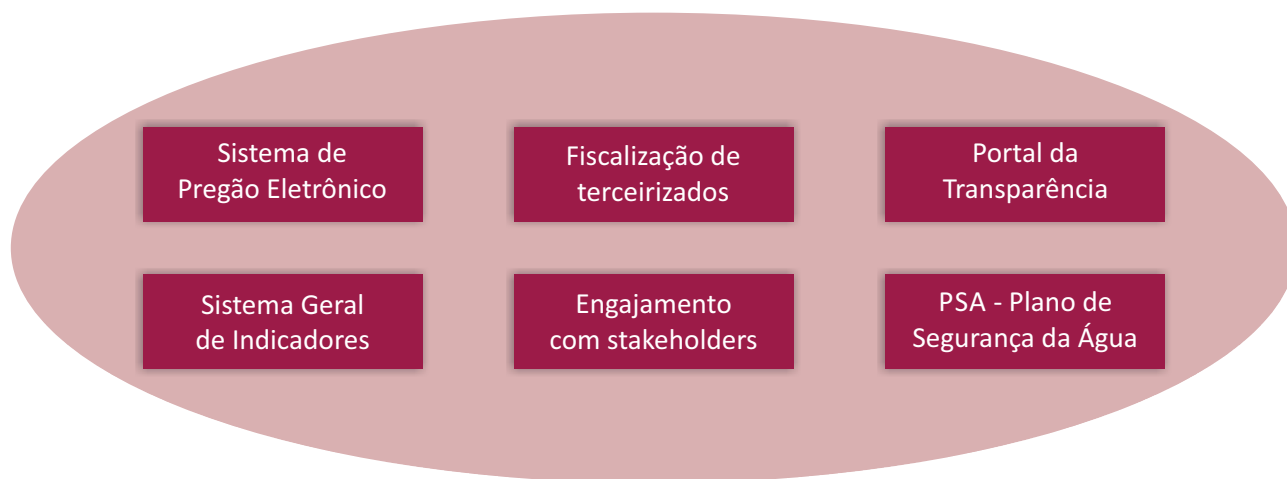 Sistema de
Pregão Eletrônico
Fiscalização de
terceirizados
Portal da
Transparência
Sistema Geral
de Indicadores
Engajamento
com stakeholders
PSA - Plano de
Segurança da Água